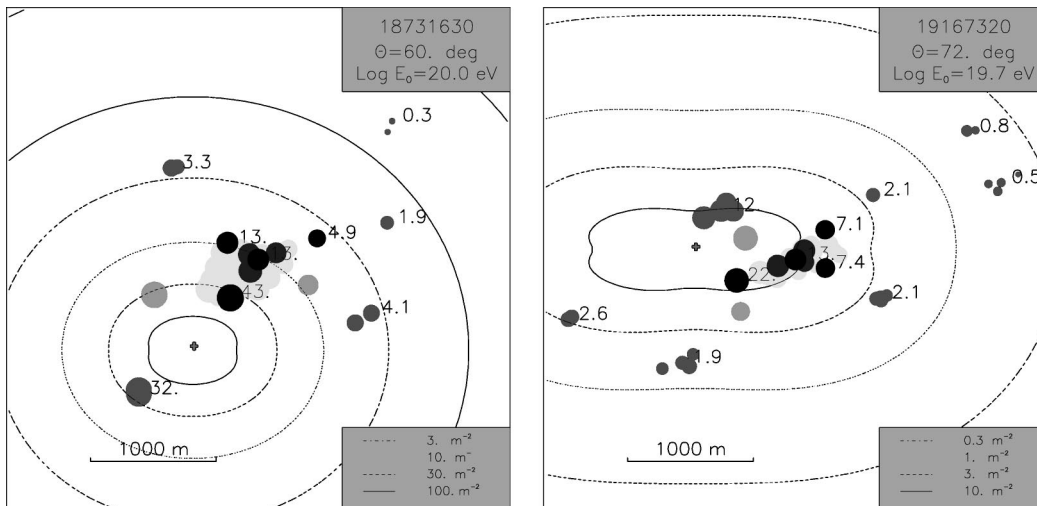 18731630
Θ=60. deg
Log E₀=20.0 eV
0.3
3.3
1.9
13.
4.9
13.
43.
4.1
32.
1000 m
3. m⁻²
10. m⁻
30. m⁻²
100. m⁻²
19167320
Θ=72. deg
Log E₀=19.7 eV
0.8
0.5
2.1
12
7.1
3.
7.4
22.
2.1
2.6
1.9
1000 m
0.3 m⁻²
1. m⁻²
3. m⁻²
10. m⁻²